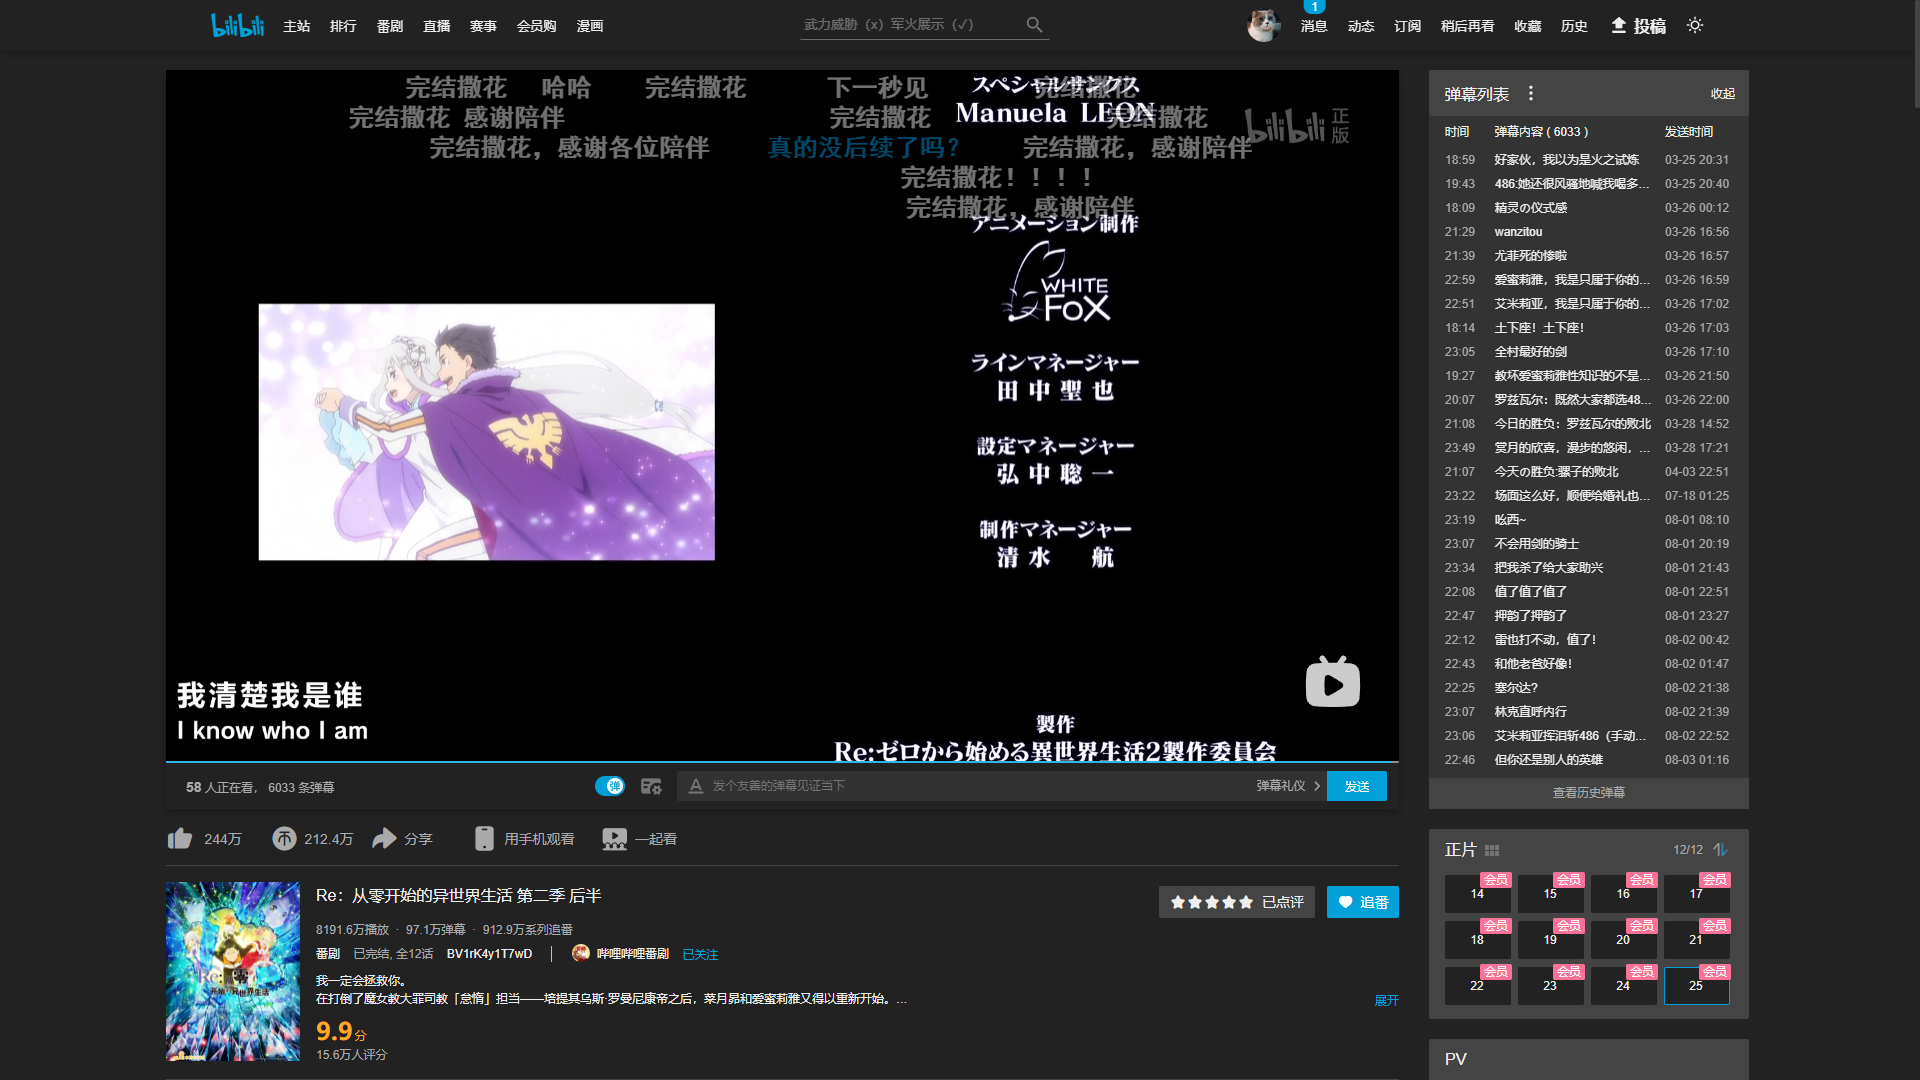 bilibili 主站 排行 番剧 直播 赛事 会员购 漫画 武力威胁（x）军火展示（✓） 1 消息 动态 订阅 稍后再看 收藏 历史 投稿
完结撒花 哈哈 完结撒花 下一秒见 完结撒花
スペシャルサンクス
完结撒花 感谢陪伴 完结撒花 完结撒花
Manuela LEON
bilibili 正版
完结撒花，感谢各位陪伴 真的没后续了吗？ 完结撒花，感谢陪伴
完结撒花！！！！
完结撒花，感谢陪伴
アニメーション制作
WHITE FOX
ラインマネージャー
田中聖也
設定マネージャー
弘中聡一
制作マネージャー
清水 航
我清楚我是谁
I know who I am
製作
Re:ゼロから始める異世界生活2製作委員会
58 人正在看， 6033 条弹幕 弹 发个友善的弹幕见证当下 弹幕礼仪 发送
244万 212.4万 分享 用手机观看 一起看
Re：从零开始的异世界生活 第二季 后半
已点评 追番
8191.6万播放 · 97.1万弹幕 · 912.9万系列追番
番剧 已完结, 全12话 BV1rK4y1T7wD 哔哩哔哩番剧 已关注
我一定会拯救你。
在打倒了魔女教大罪司教「怠惰」担当——培提其乌斯·罗曼尼康帝之后，菜月昴和爱蜜莉雅又得以重新开始。...
展开
9.9分
15.6万人评分
弹幕列表 收起
时间 弹幕内容 ( 6033 ) 发送时间
18:59 好家伙，我以为是火之试炼 03-25 20:31
19:43 486:她还很风骚地喊我喝多... 03-25 20:40
18:09 精灵の仪式感 03-26 00:12
21:29 wanzitou 03-26 16:56
21:39 尤菲死的惨啦 03-26 16:57
22:59 爱蜜莉雅，我是只属于你的... 03-26 16:59
22:51 艾米莉亚，我是只属于你的... 03-26 17:02
18:14 土下座！土下座！ 03-26 17:03
23:05 全村最好的剑 03-26 17:10
19:27 教坏爱蜜莉雅性知识的不是... 03-26 21:50
20:07 罗兹瓦尔：既然大家都选48... 03-26 22:00
21:08 今日的胜负：罗兹瓦尔的败北 03-28 14:52
23:49 赏月的欣喜，漫步的悠闲，... 03-28 17:21
21:07 今天の胜负:骡子的败北 04-03 22:51
23:22 场面这么好，顺便给婚礼也... 07-18 01:25
23:19 吆西~ 08-01 08:10
23:07 不会用剑的骑士 08-01 20:19
23:34 把我杀了给大家助兴 08-01 21:43
22:08 值了值了值了 08-01 22:51
22:47 押韵了押韵了 08-01 23:27
22:12 雷也打不动，值了！ 08-02 00:42
22:43 和他老爸好像！ 08-02 01:47
22:25 塞尔达？ 08-02 21:38
23:07 林克直呼内行 08-02 21:39
23:06 艾米莉亚挥泪斩486（手动... 08-02 22:52
22:46 但你还是别人的英雄 08-03 01:16
查看历史弹幕
正片 12/12
14 会员 15 会员 16 会员 17 会员
18 会员 19 会员 20 会员 21 会员
22 会员 23 会员 24 会员 25 会员
PV